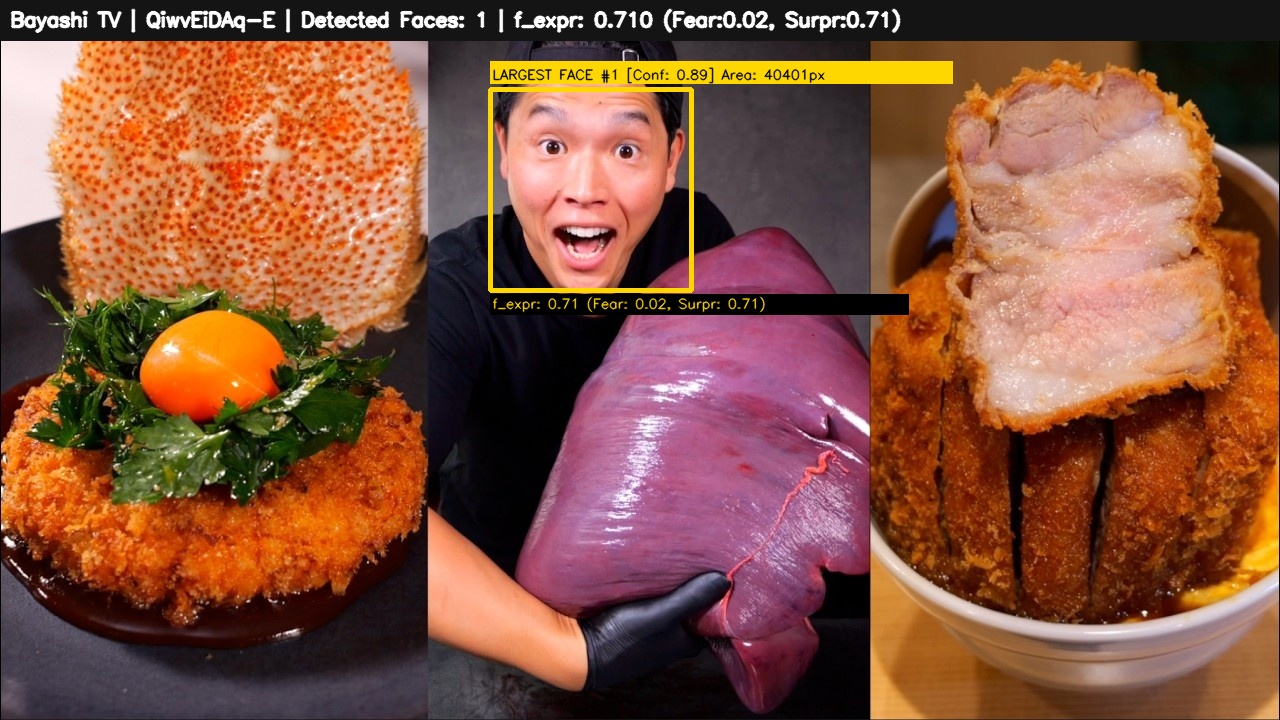 Bayashi TV | QiwvEiDAq-E | Detected Faces: 1 | f_expr: 0.710 (Fear:0.02, Surpr:0.71)
LARGEST FACE #1 [Conf: 0.89] Area: 40401px
f_expr: 0.71 (Fear: 0.02, Surpr: 0.71)